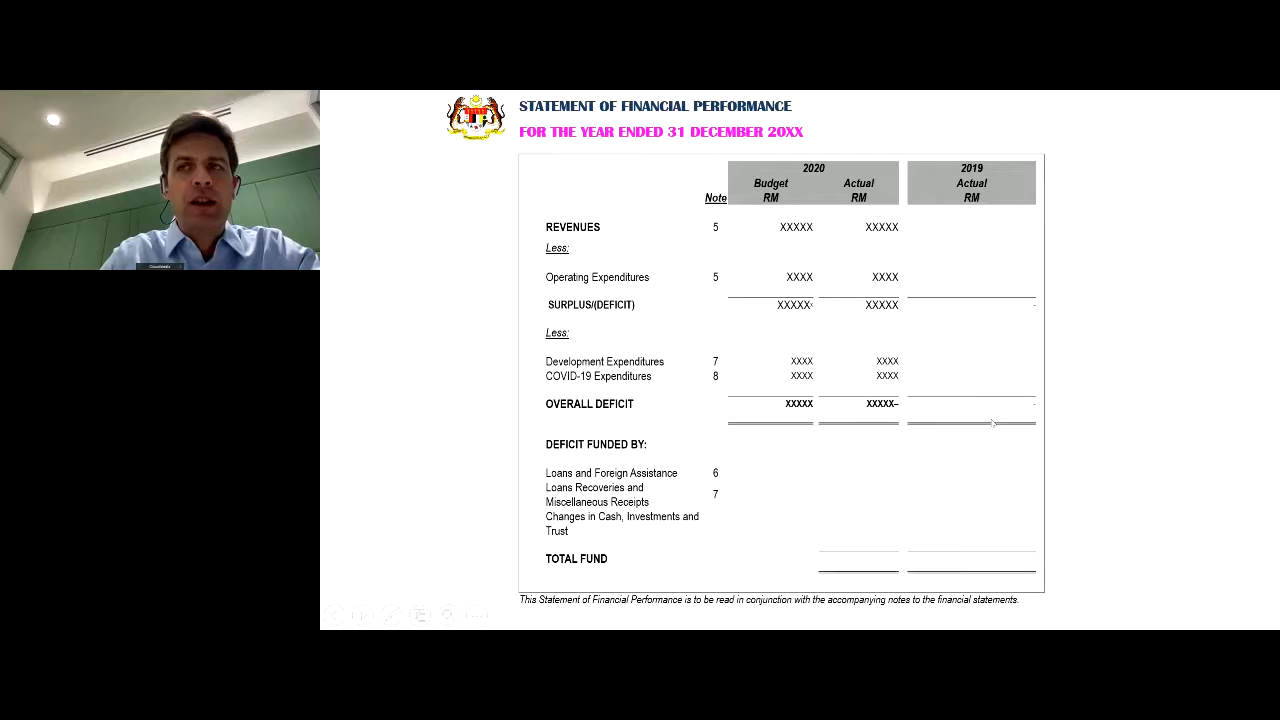 STATEMENT OF FINANCIAL PERFORMANCE
FOR THE YEAR ENDED 31 DECEMBER 20XX
2020 2019
Budget Actual Actual
Note RM RM RM
REVENUES 5 XXXXX XXXXX
Less:
Operating Expenditures 5 XXXX XXXX
SURPLUS/(DEFICIT) XXXXX XXXXX -
Less:
Development Expenditures 7 XXXX XXXX
COVID-19 Expenditures 8 XXXX XXXX
OVERALL DEFICIT XXXXX XXXXX– -
DEFICIT FUNDED BY:
Loans and Foreign Assistance 6
Loans Recoveries and
Miscellaneous Receipts 7
Changes in Cash, Investments and
Trust
TOTAL FUND
This Statement of Financial Performance is to be read in conjunction with the accompanying notes to the financial statements.